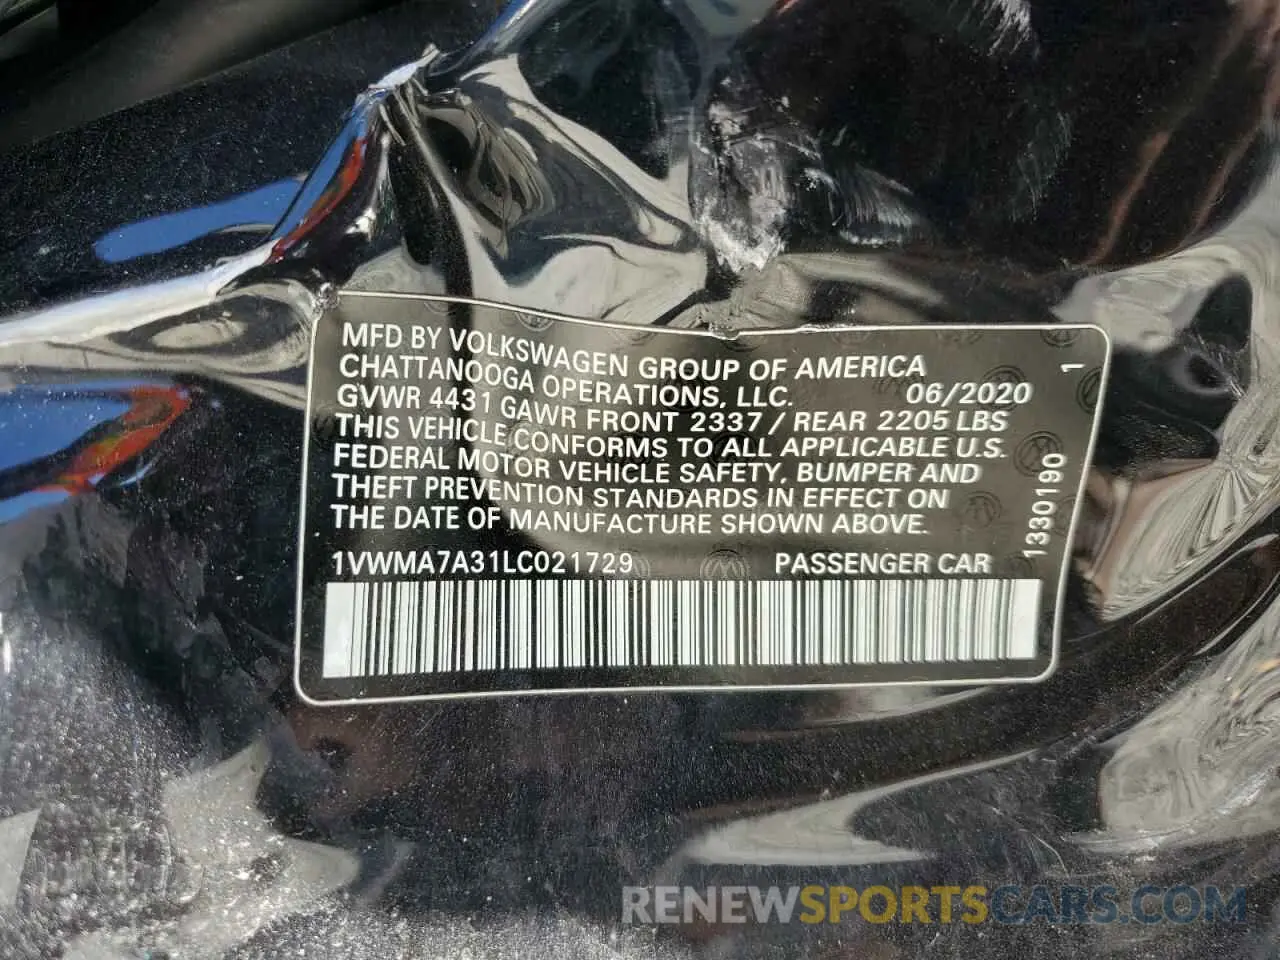 MFD BY VOLKSWAGEN GROUP OF AMERICA
CHATTANOOGA OPERATIONS, LLC. 06/2020
GVWR 4431 GAWR FRONT 2337 / REAR 2205 LBS
THIS VEHICLE CONFORMS TO ALL APPLICABLE U.S.
FEDERAL MOTOR VEHICLE SAFETY, BUMPER AND
THEFT PREVENTION STANDARDS IN EFFECT ON
THE DATE OF MANUFACTURE SHOWN ABOVE.
1VWMA7A31LC021729 PASSENGER CAR
1330190 1
RENEWSPORTSCARS.COM